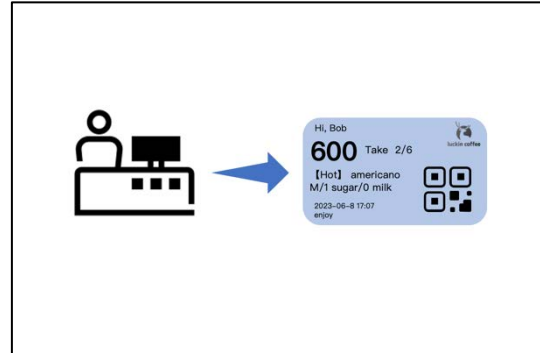 Hi, Bob
luckin coffee
600 Take 2/6
【Hot】 americano
M/1 sugar/0 milk
2023-06-8 17:07
enjoy